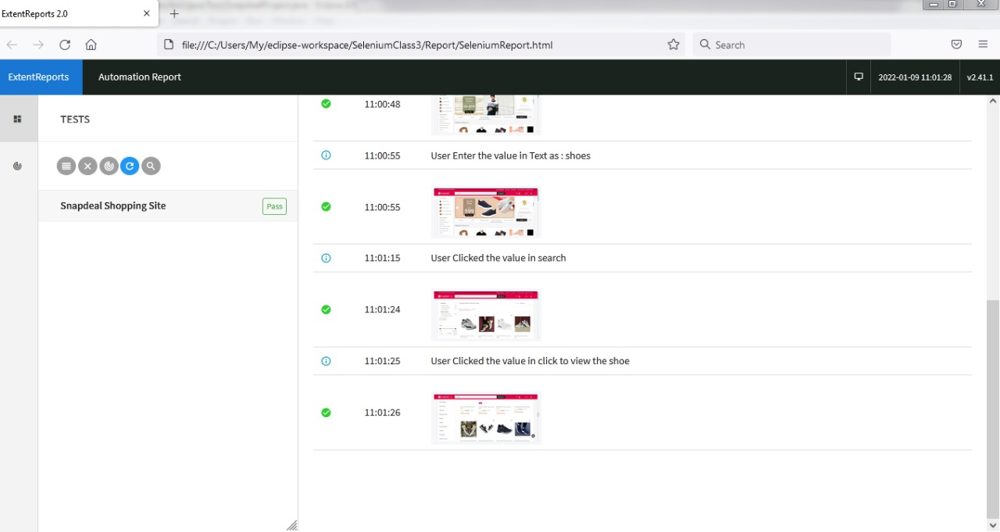 ExtentReports 2.0
file:///C:/Users/My/eclipse-workspace/SeleniumClass3/Report/SeleniumReport.html
Search
ExtentReports
Automation Report
2022-01-09 11:01:28
v2.41.1
TESTS
Snapdeal Shopping Site
Pass
11:00:48
11:00:55 User Enter the value in Text as : shoes
11:00:55
11:01:15 User Clicked the value in search
11:01:24
11:01:25 User Clicked the value in click to view the shoe
11:01:26